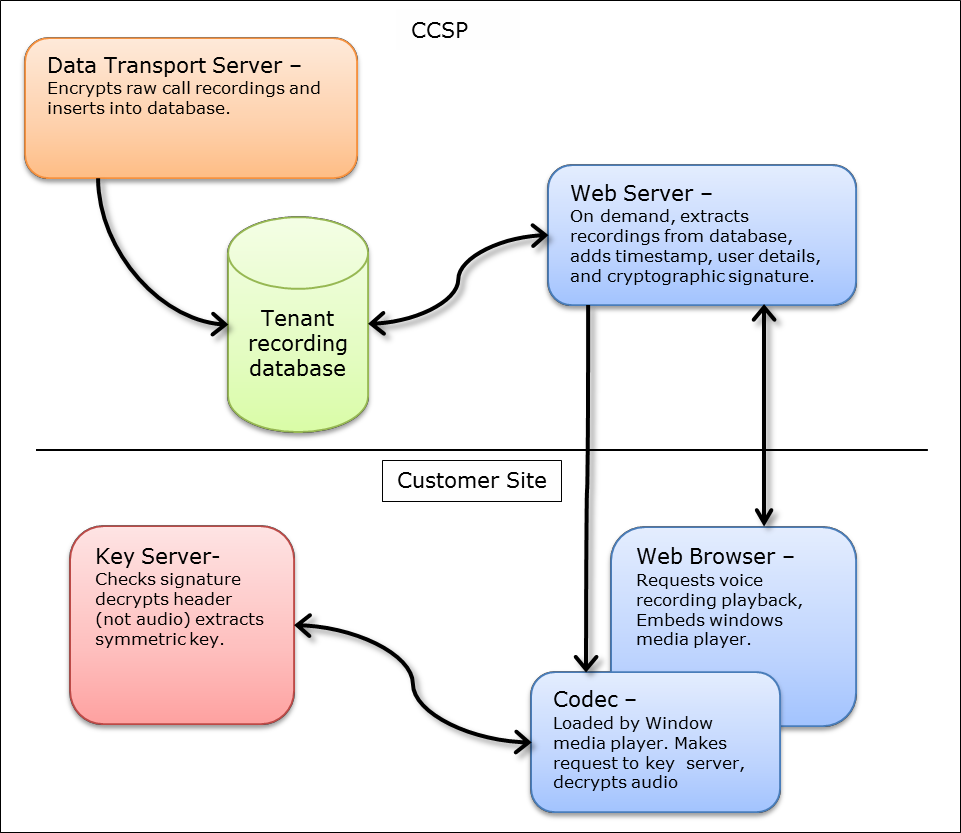 CCSP
Data Transport Server –
Encrypts raw call recordings and
inserts into database.
Web Server –
On demand, extracts
recordings from database,
adds timestamp, user details,
and cryptographic signature.
Tenant
recording
database
Customer Site
Key Server-
Checks signature
decrypts header
(not audio) extracts
symmetric key.
Web Browser –
Requests voice
recording playback,
Embeds windows
media player.
Codec –
Loaded by Window
media player. Makes
request to key  server,
decrypts audio